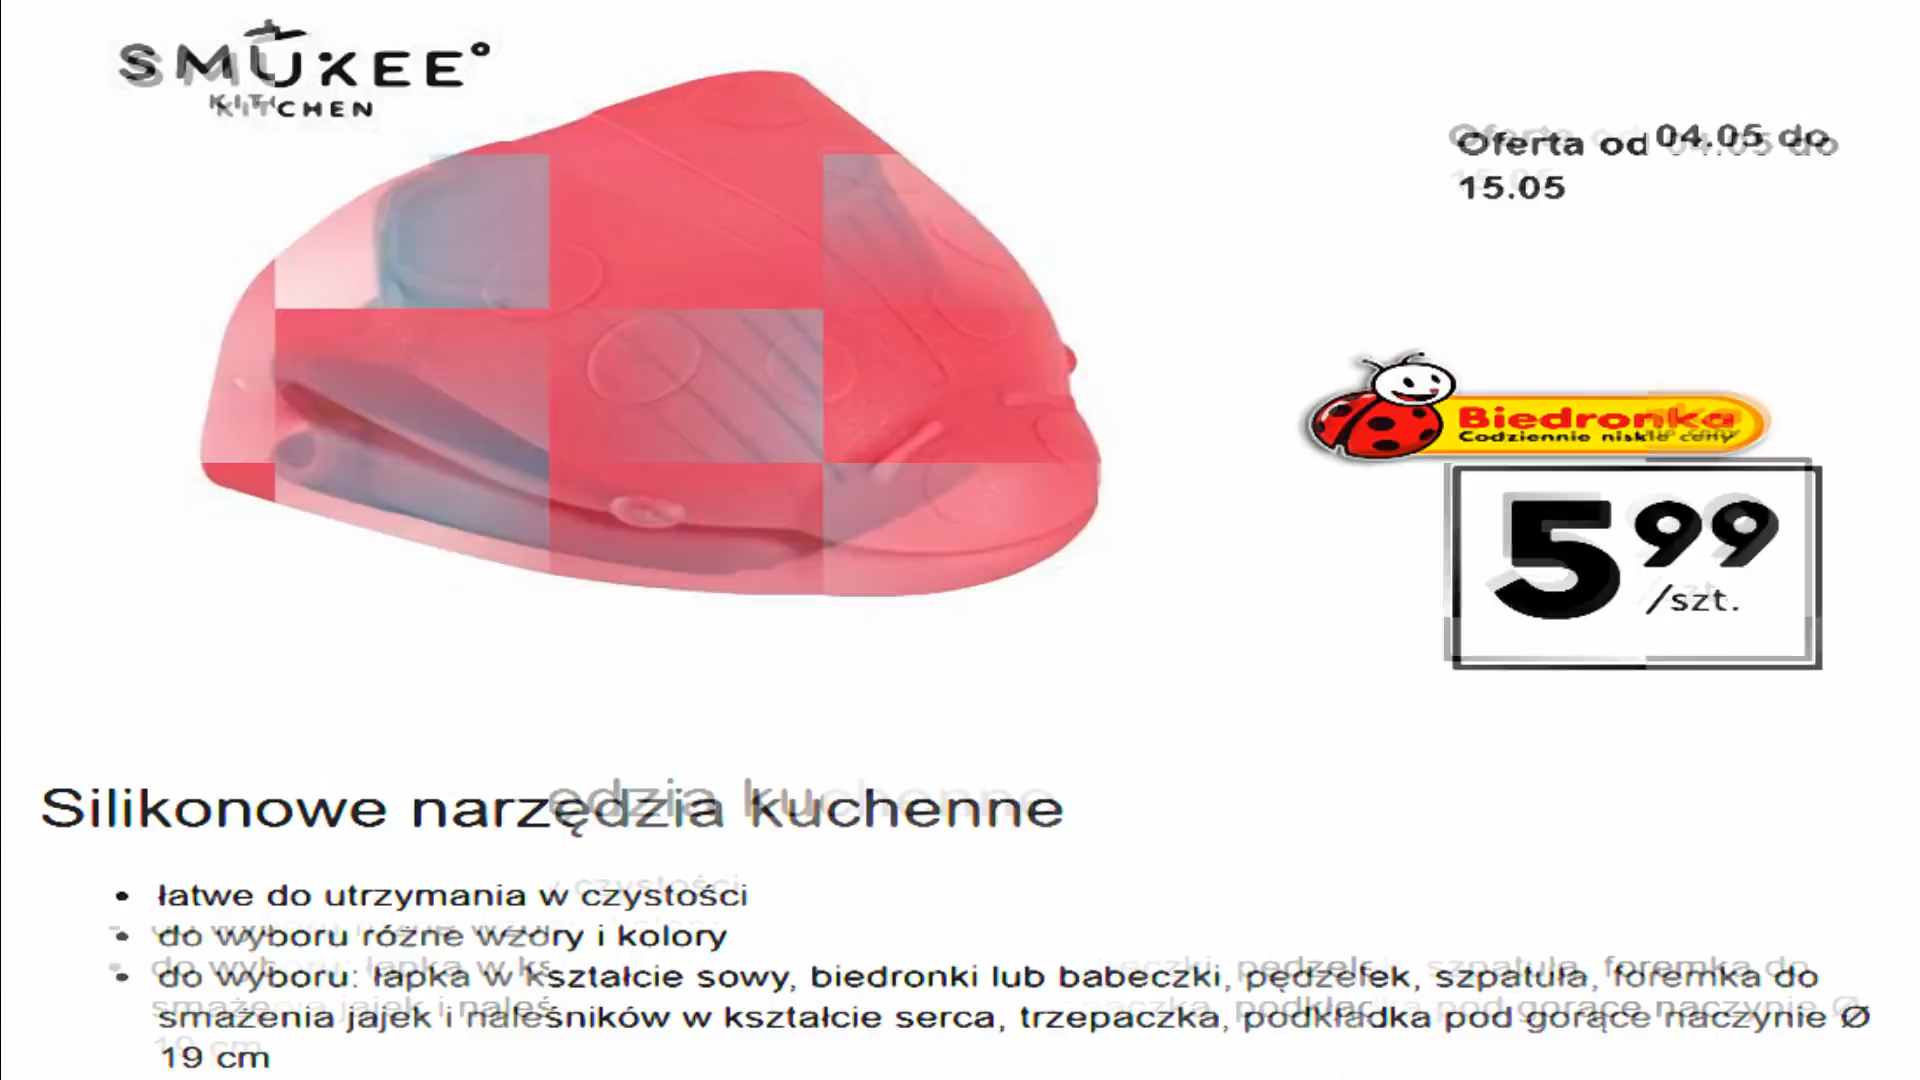 SMUKEE
KITCHEN
Oferta od 04.05 do
15.05
Biedronka
Codziennie niskie ceny
5 99
/szt.
Silikonowe narzędzia kuchenne
• łatwe do utrzymania w czystości
• do wyboru różne wzory i kolory
• do wyboru: łapka w kształcie sowy, biedronki lub babeczki, pędzelek, szpatuła, foremka do
smażenia jajek i naleśników w kształcie serca, trzepaczka, podkładka pod gorące naczynie Ø
19 cm